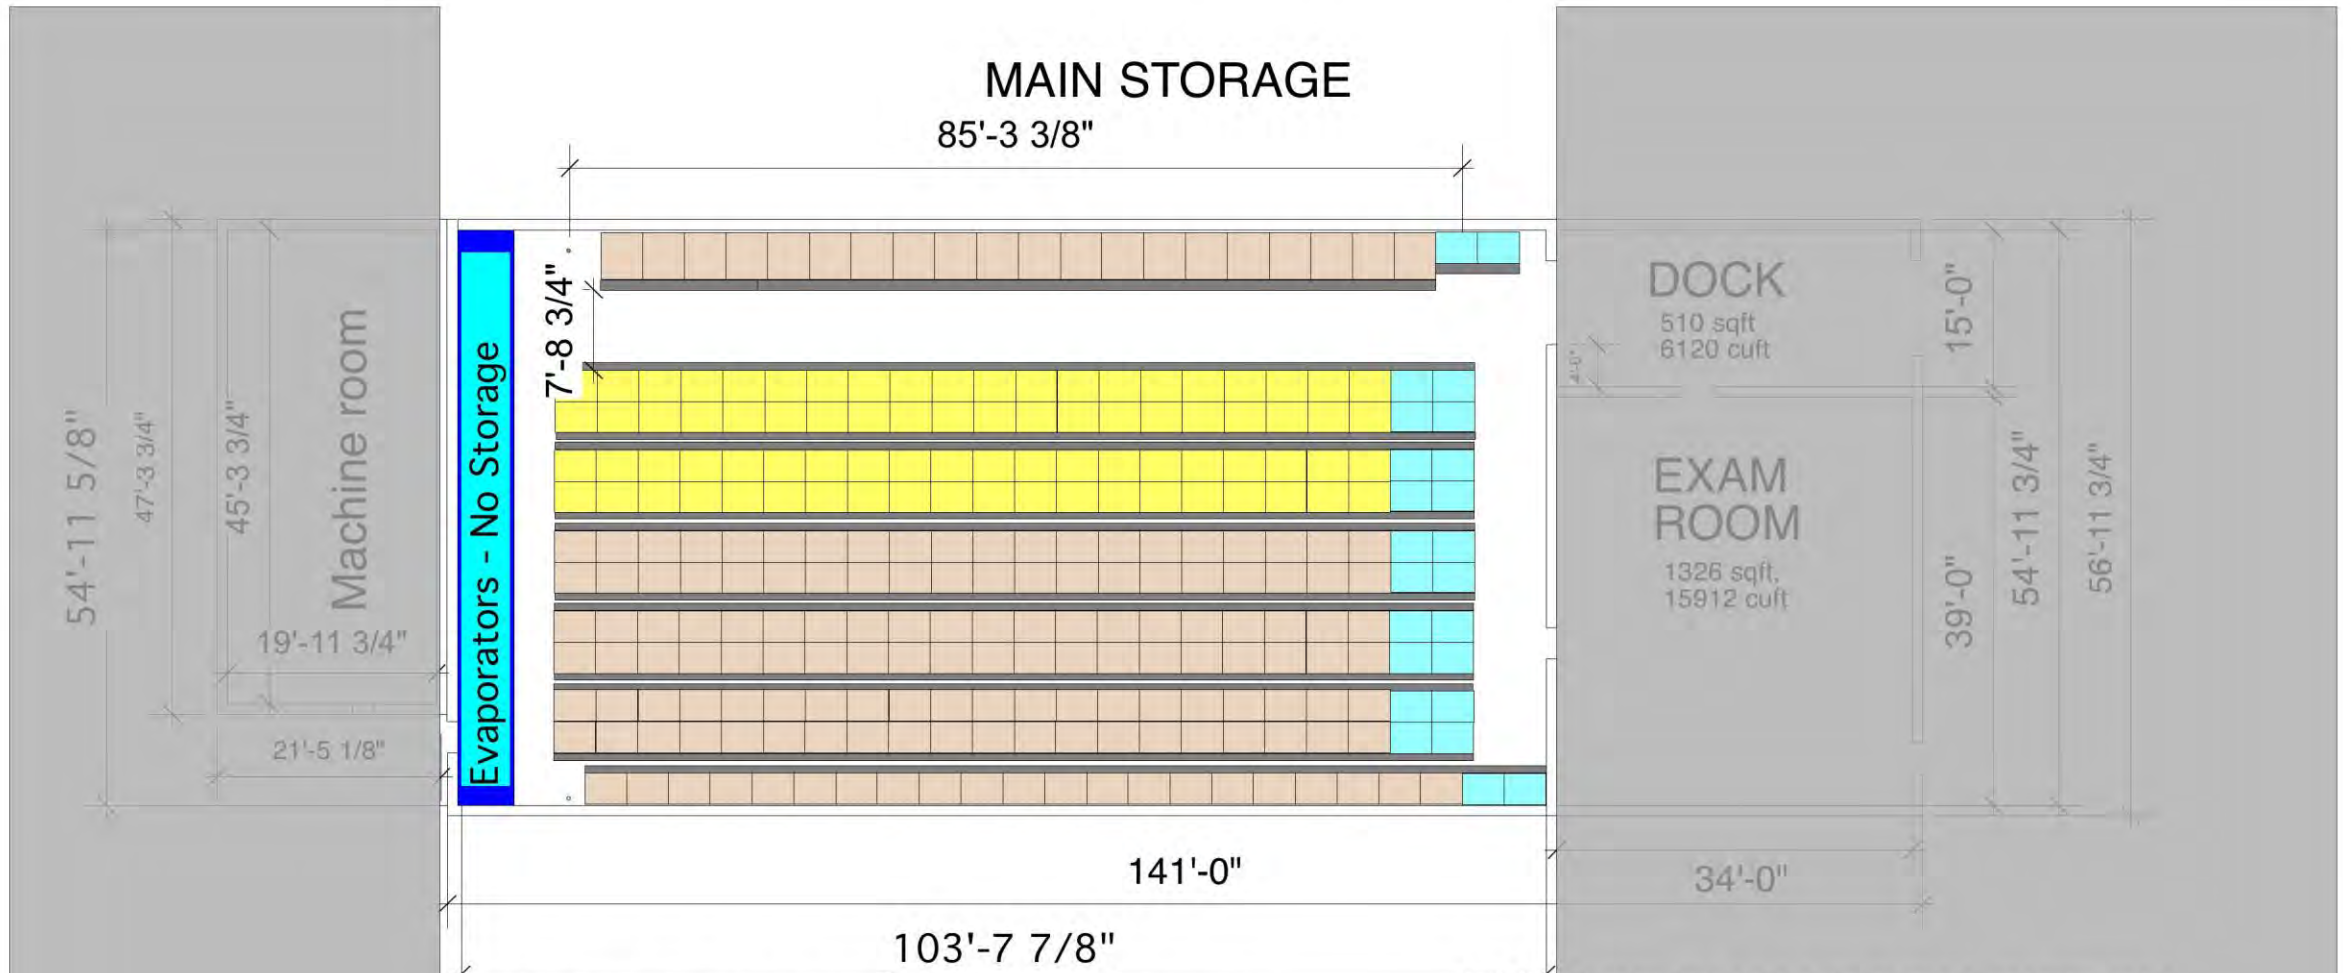 MAIN STORAGE
85'-3 3/8"
7'-8 3/4"
Evaporators - No Storage
Machine room
54'-11 5/8"
47'-3 3/4"
45'-3 3/4"
19'-11 3/4"
21'-5 1/8"
DOCK
510 sqft
6120 cuft
4'-0"
15'-0"
EXAM
ROOM
1326 sqft,
15912 cuft
39'-0"
54'-11 3/4"
56'-11 3/4"
141'-0"
34'-0"
103'-7 7/8"